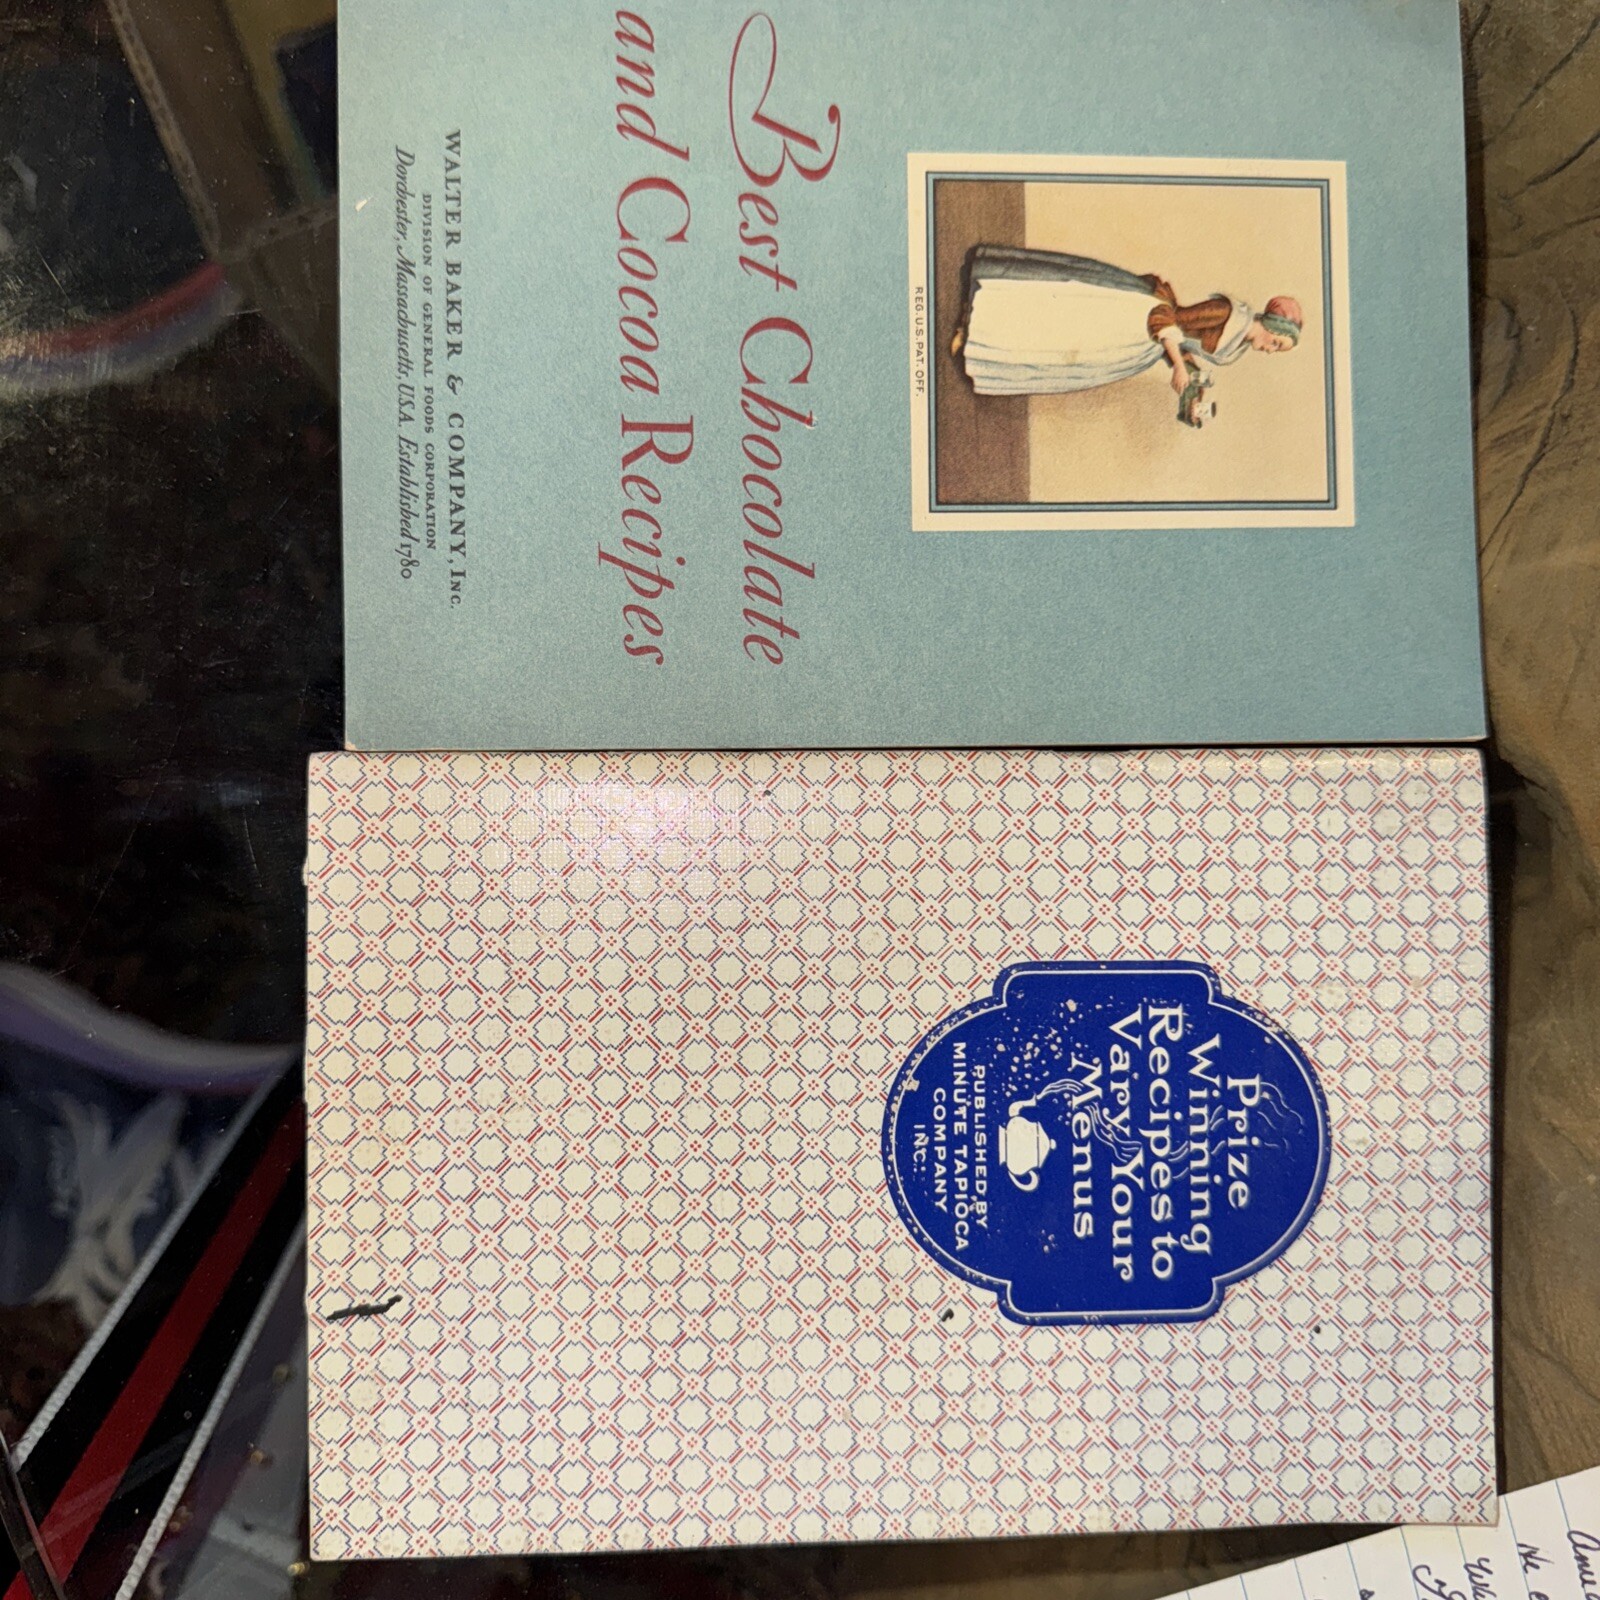 REG. U.S. PAT. OFF.
Best Chocolate
and Cocoa Recipes
WALTER BAKER & COMPANY, INC.
DIVISION OF GENERAL FOODS CORPORATION
Dorchester, Massachusetts, U.S.A. Established 1780
Prize
Winning
Recipes to
Vary Your
Menus
PUBLISHED BY
MINUTE TAPIOCA
COMPANY
INC.